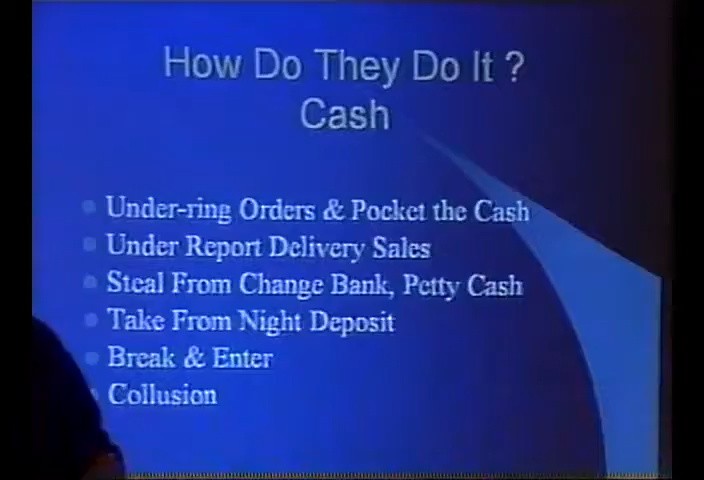 How Do They Do It ?
Cash
Under-ring Orders & Pocket the Cash
Under Report Delivery Sales
Steal From Change Bank, Petty Cash
Take From Night Deposit
Break & Enter
Collusion